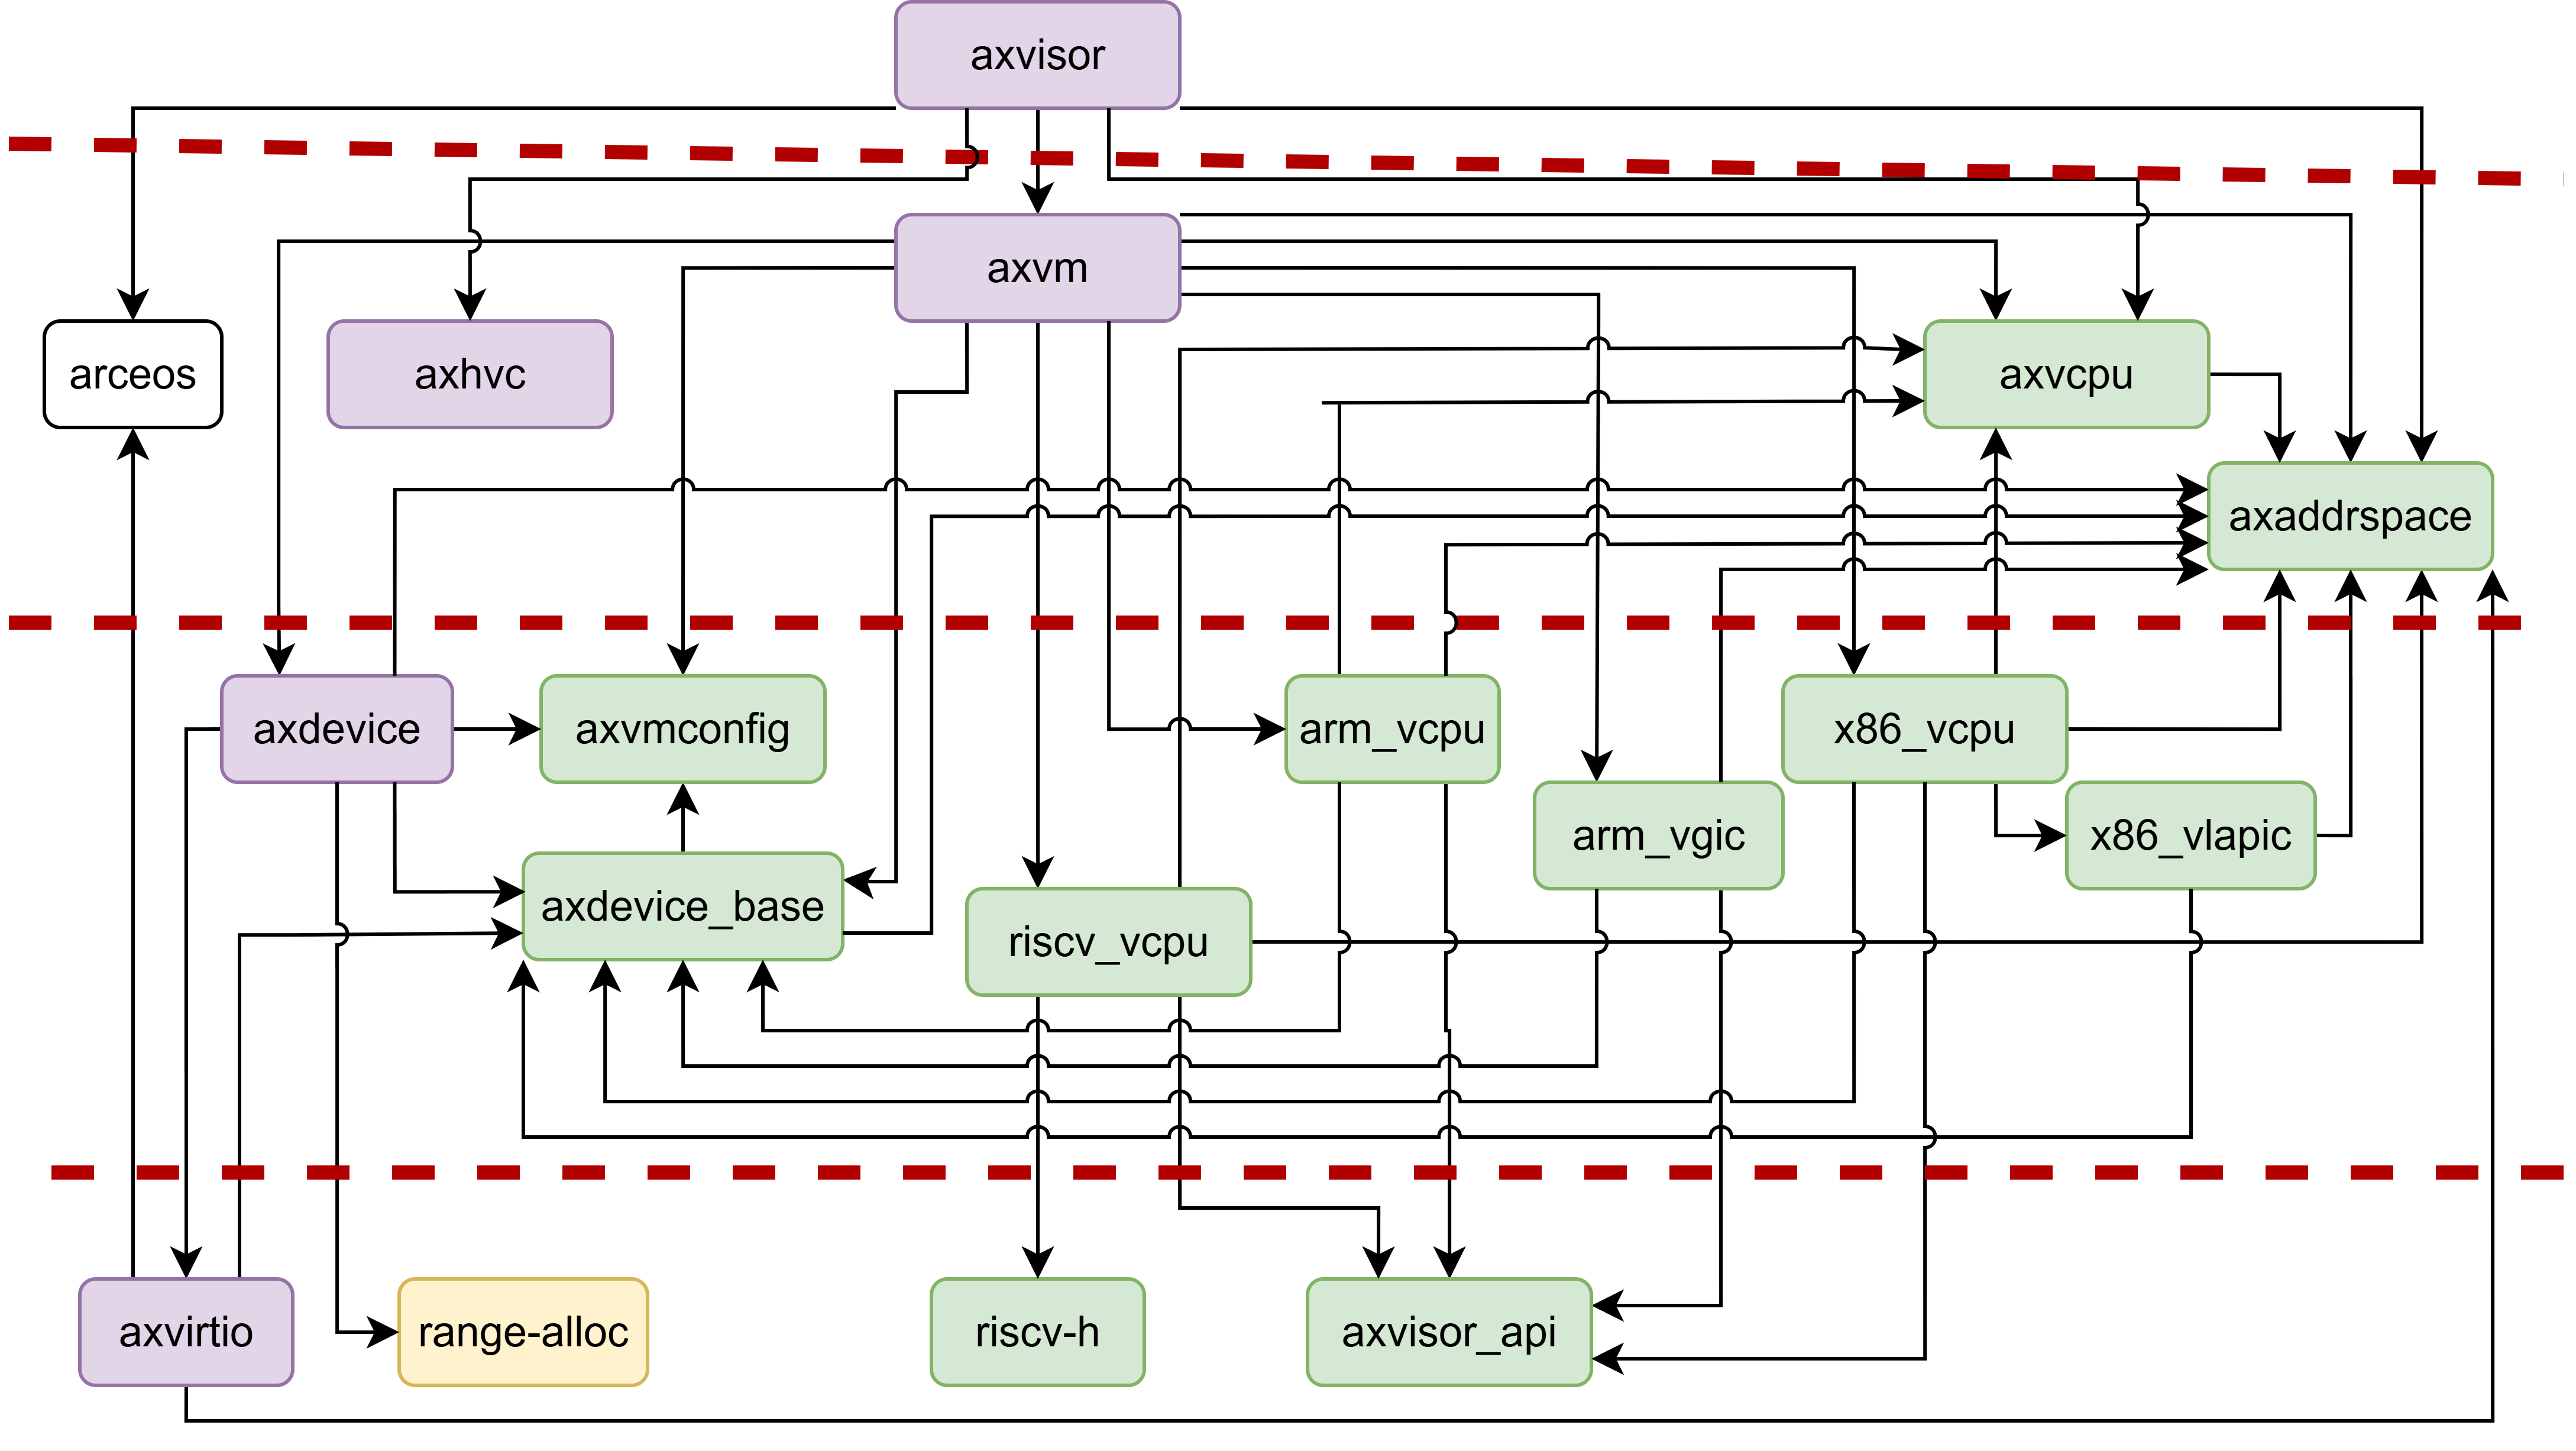 axvisor
axvm
arceos
axhvc
axvcpu
axaddrspace
axdevice
axvmconfig
arm_vcpu
x86_vcpu
arm_vgic
x86_vlapic
axdevice_base
riscv_vcpu
axvirtio
range-alloc
riscv-h
axvisor_api